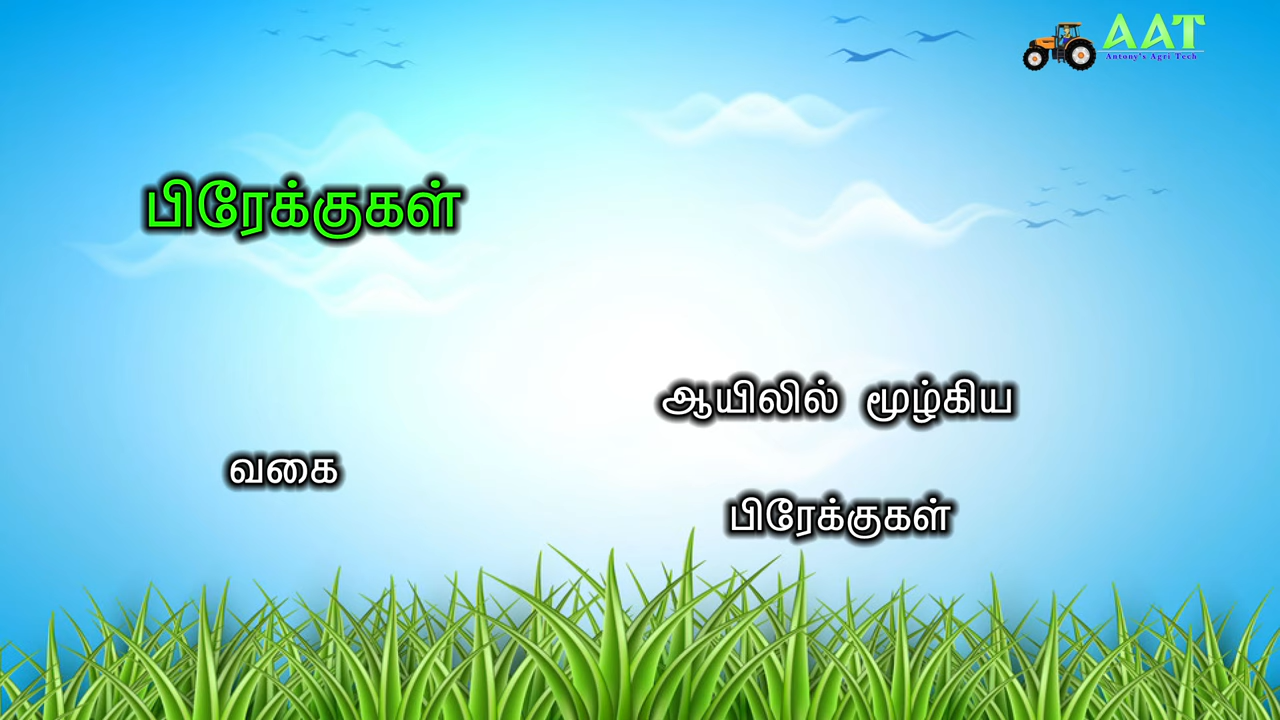 AAT
Antony's Agri Tech
பிரேக்குகள்
வகை
ஆயிலில் மூழ்கிய
பிரேக்குகள்